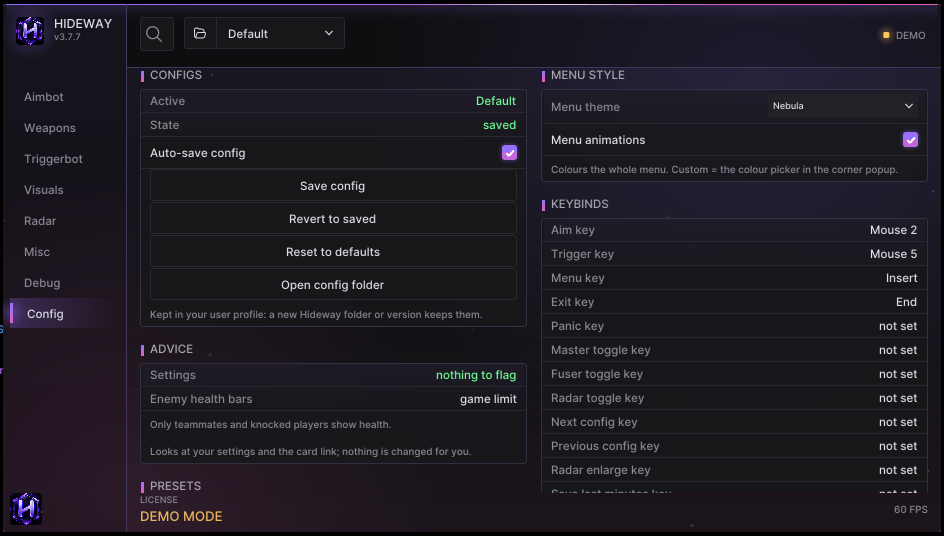 HIDEWAY
v3.7.7
Default
DEMO
Aimbot
Weapons
Triggerbot
Visuals
Radar
Misc
Debug
Config
CONFIGS
Active Default
State saved
Auto-save config
Save config
Revert to saved
Reset to defaults
Open config folder
Kept in your user profile: a new Hideway folder or version keeps them.
ADVICE
Settings nothing to flag
Enemy health bars game limit
Only teammates and knocked players show health.
Looks at your settings and the card link; nothing is changed for you.
PRESETS
LICENSE
DEMO MODE
MENU STYLE
Menu theme Nebula
Menu animations
Colours the whole menu. Custom = the colour picker in the corner popup.
KEYBINDS
Aim key Mouse 2
Trigger key Mouse 5
Menu key Insert
Exit key End
Panic key not set
Master toggle key not set
Fuser toggle key not set
Radar toggle key not set
Next config key not set
Previous config key not set
Radar enlarge key not set
Save last minutes key not set
60 FPS